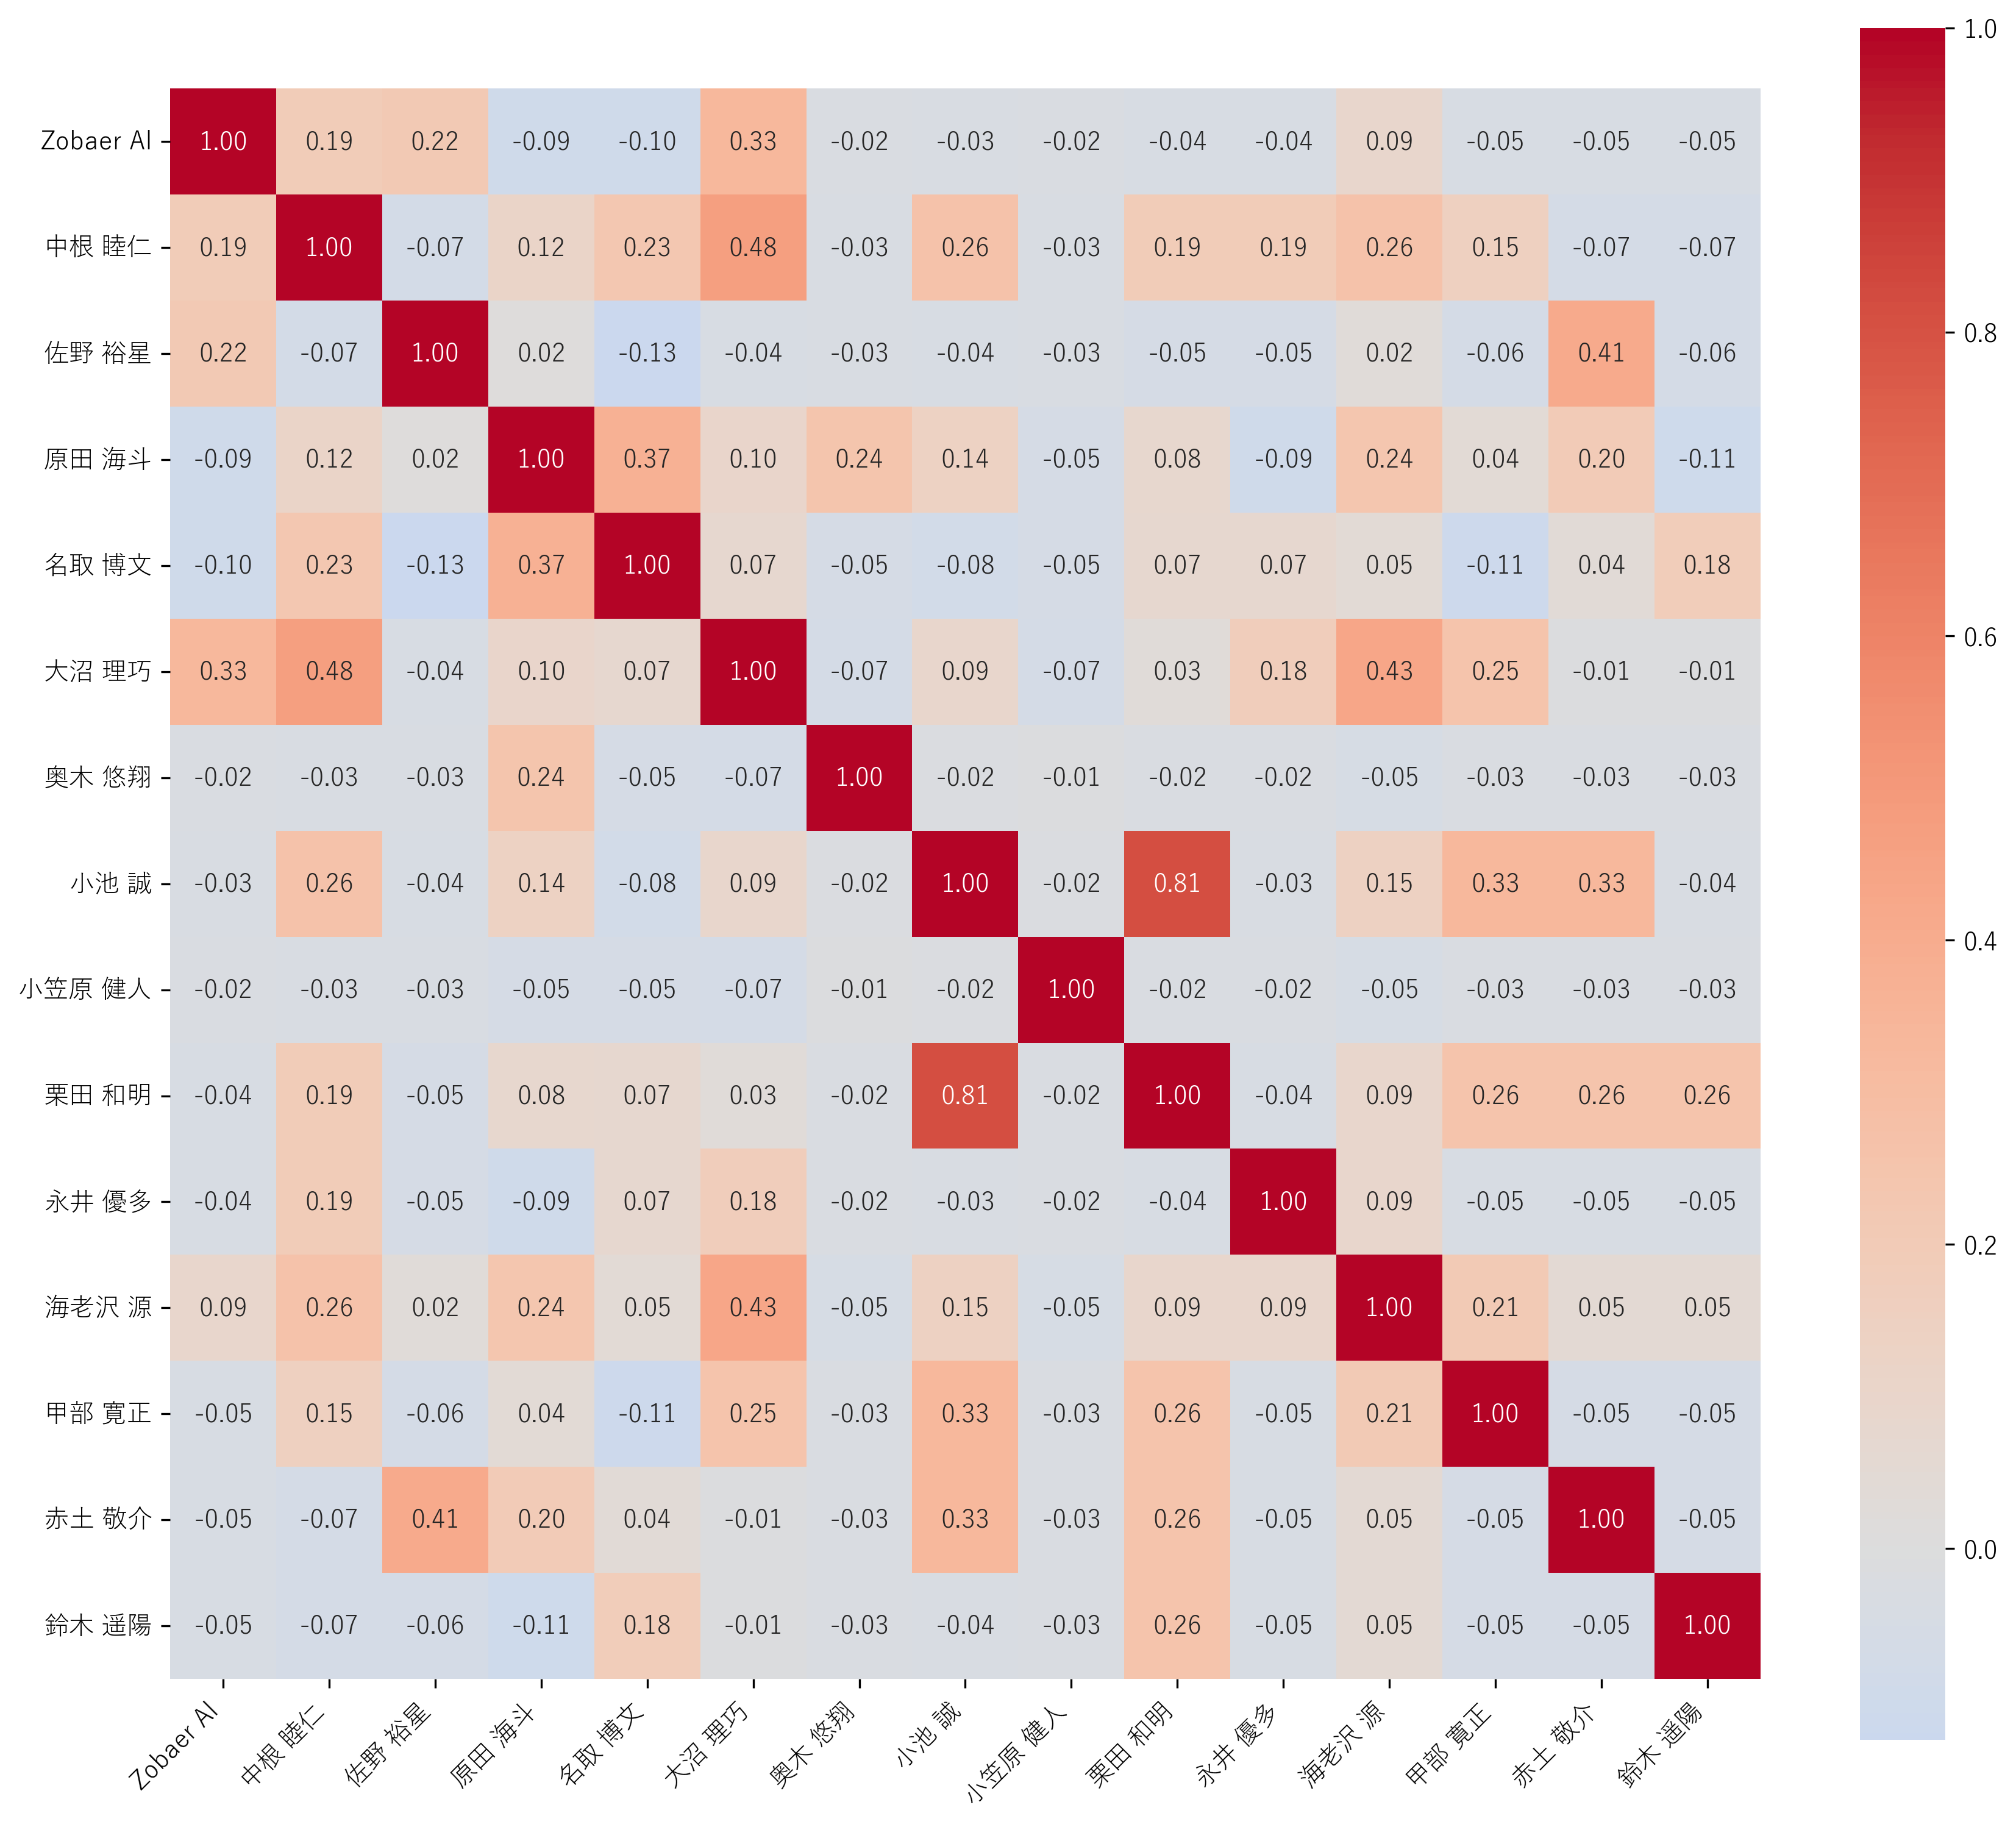 Zobaer Al 1.00 0.19 0.22 -0.09 -0.10 0.33 -0.02 -0.03 -0.02 -0.04 -0.04 0.09 -0.05 -0.05 -0.05
中根 睦仁 0.19 1.00 -0.07 0.12 0.23 0.48 -0.03 0.26 -0.03 0.19 0.19 0.26 0.15 -0.07 -0.07
佐野 裕星 0.22 -0.07 1.00 0.02 -0.13 -0.04 -0.03 -0.04 -0.03 -0.05 -0.05 0.02 -0.06 0.41 -0.06
原田 海斗 -0.09 0.12 0.02 1.00 0.37 0.10 0.24 0.14 -0.05 0.08 -0.09 0.24 0.04 0.20 -0.11
名取 博文 -0.10 0.23 -0.13 0.37 1.00 0.07 -0.05 -0.08 -0.05 0.07 0.07 0.05 -0.11 0.04 0.18
大沼 理巧 0.33 0.48 -0.04 0.10 0.07 1.00 -0.07 0.09 -0.07 0.03 0.18 0.43 0.25 -0.01 -0.01
奥木 悠翔 -0.02 -0.03 -0.03 0.24 -0.05 -0.07 1.00 -0.02 -0.01 -0.02 -0.02 -0.05 -0.03 -0.03 -0.03
小池 誠 -0.03 0.26 -0.04 0.14 -0.08 0.09 -0.02 1.00 -0.02 0.81 -0.03 0.15 0.33 0.33 -0.04
小笠原 健人 -0.02 -0.03 -0.03 -0.05 -0.05 -0.07 -0.01 -0.02 1.00 -0.02 -0.02 -0.05 -0.03 -0.03 -0.03
栗田 和明 -0.04 0.19 -0.05 0.08 0.07 0.03 -0.02 0.81 -0.02 1.00 -0.04 0.09 0.26 0.26 0.26
永井 優多 -0.04 0.19 -0.05 -0.09 0.07 0.18 -0.02 -0.03 -0.02 -0.04 1.00 0.09 -0.05 -0.05 -0.05
海老沢 源 0.09 0.26 0.02 0.24 0.05 0.43 -0.05 0.15 -0.05 0.09 0.09 1.00 0.21 0.05 0.05
甲部 寛正 -0.05 0.15 -0.06 0.04 -0.11 0.25 -0.03 0.33 -0.03 0.26 -0.05 0.21 1.00 -0.05 -0.05
赤土 敬介 -0.05 -0.07 0.41 0.20 0.04 -0.01 -0.03 0.33 -0.03 0.26 -0.05 0.05 -0.05 1.00 -0.05
鈴木 遥陽 -0.05 -0.07 -0.06 -0.11 0.18 -0.01 -0.03 -0.04 -0.03 0.26 -0.05 0.05 -0.05 -0.05 1.00
Zobaer Al 中根 睦仁 佐野 裕星 原田 海斗 名取 博文 大沼 理巧 奥木 悠翔 小池 誠 小笠原 健人 栗田 和明 永井 優多 海老沢 源 甲部 寛正 赤土 敬介 鈴木 遥陽
1.0
0.8
0.6
0.4
0.2
0.0